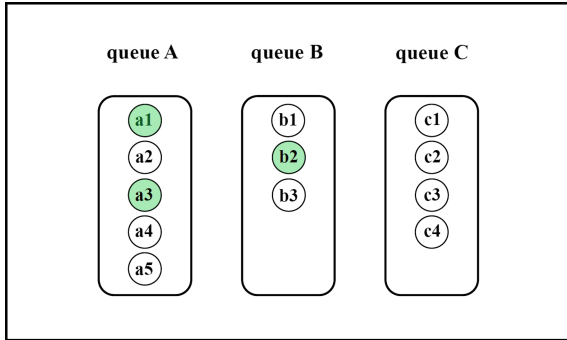 queue A queue B queue C
a1 b1 c1
a2 b2 c2
a3 b3 c3
a4 c4
a5